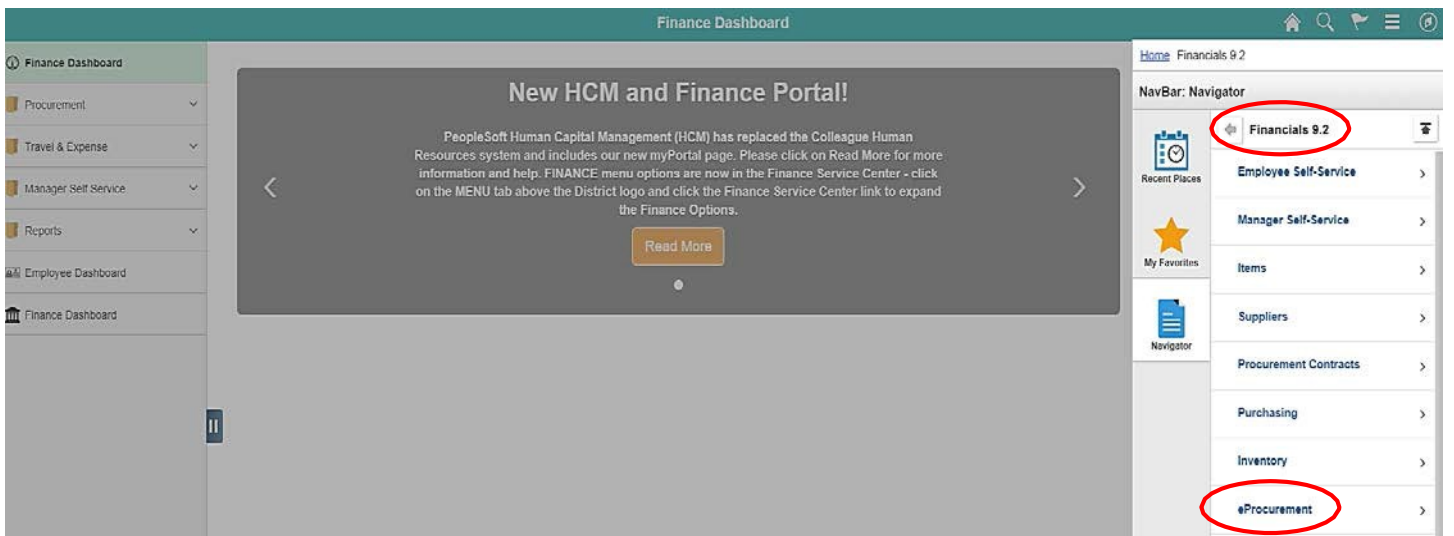 Finance Dashboard
Finance Dashboard
Procurement
Travel & Expense
Manager Self Service
Reports
Employee Dashboard
Finance Dashboard
New HCM and Finance Portal!
PeopleSoft Human Capital Management (HCM) has replaced the Colleague Human
Resources system and includes our new myPortal page. Please click on Read More for more
information and help. FINANCE menu options are now in the Finance Service Center - click
on the MENU tab above the District logo and click the Finance Service Center link to expand
the Finance Options.
Read More
Home Financials 9.2
NavBar: Navigator
Recent Places
My Favorites
Navigator
Financials 9.2
Employee Self-Service
Manager Self-Service
Items
Suppliers
Procurement Contracts
Purchasing
Inventory
eProcurement